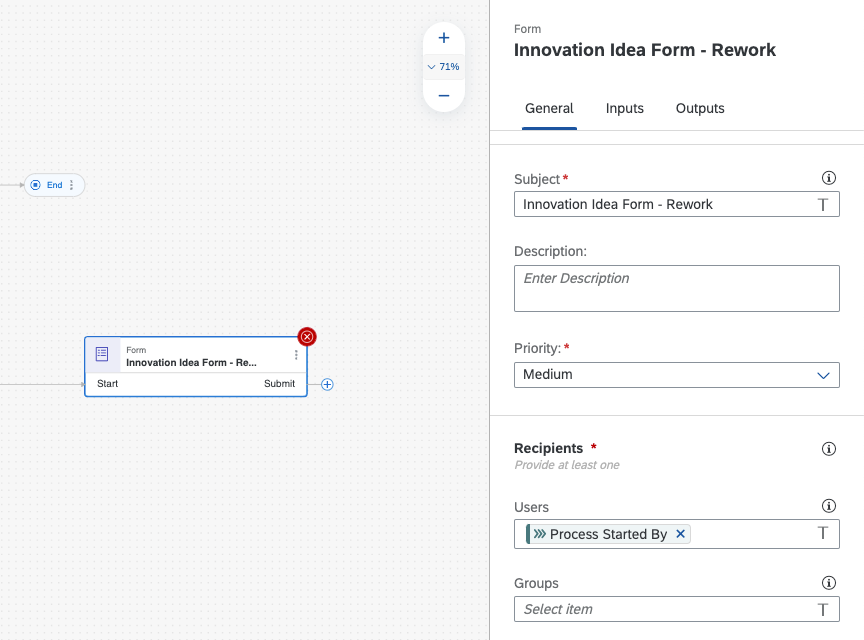 71%
End
Form
Innovation Idea Form - Re...
Start
Submit
Form
Innovation Idea Form - Rework
General
Inputs
Outputs
Subject*
Innovation Idea Form - Rework
T
Description:
Enter Description
Priority: *
Medium
Recipients *
Provide at least one
Users
Process Started By
T
Groups
Select item
T